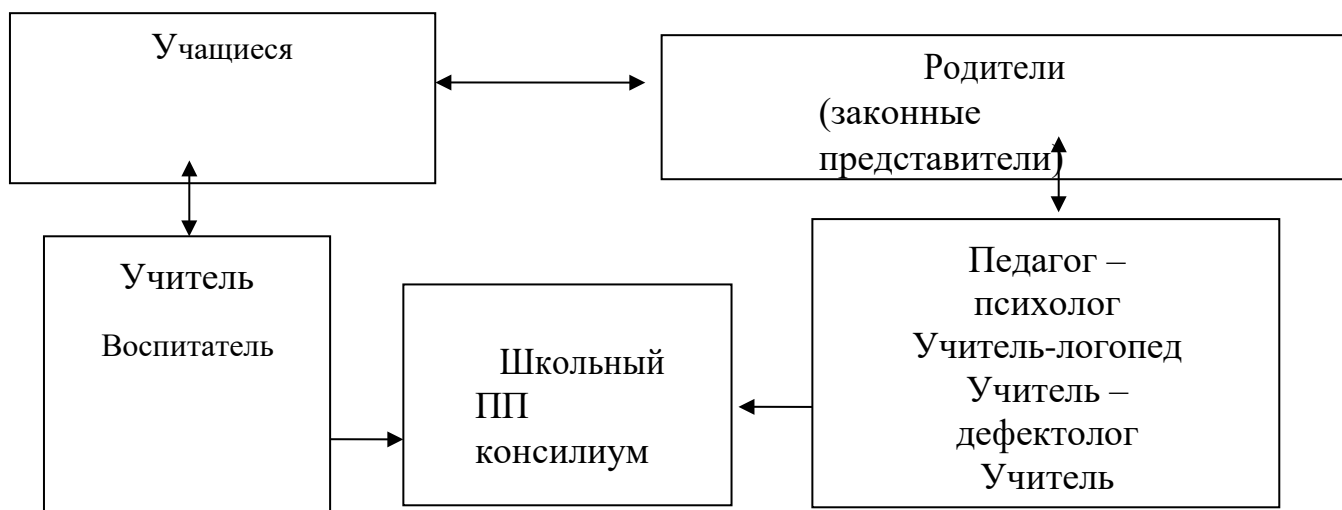 Учащиеся
Родители
(законные
представители)
Учитель
Воспитатель
Школьный
ПП
консилиум
Педагог –
психолог
Учитель-логопед
Учитель –
дефектолог
Учитель